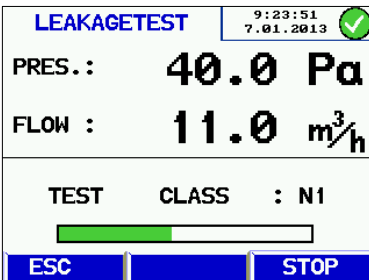 LEAKAGETEST
9:23:51
7.01.2013
PRES.: 40.0 Pa
FLOW : 11.0 m³/h
TEST CLASS : N1
ESC STOP